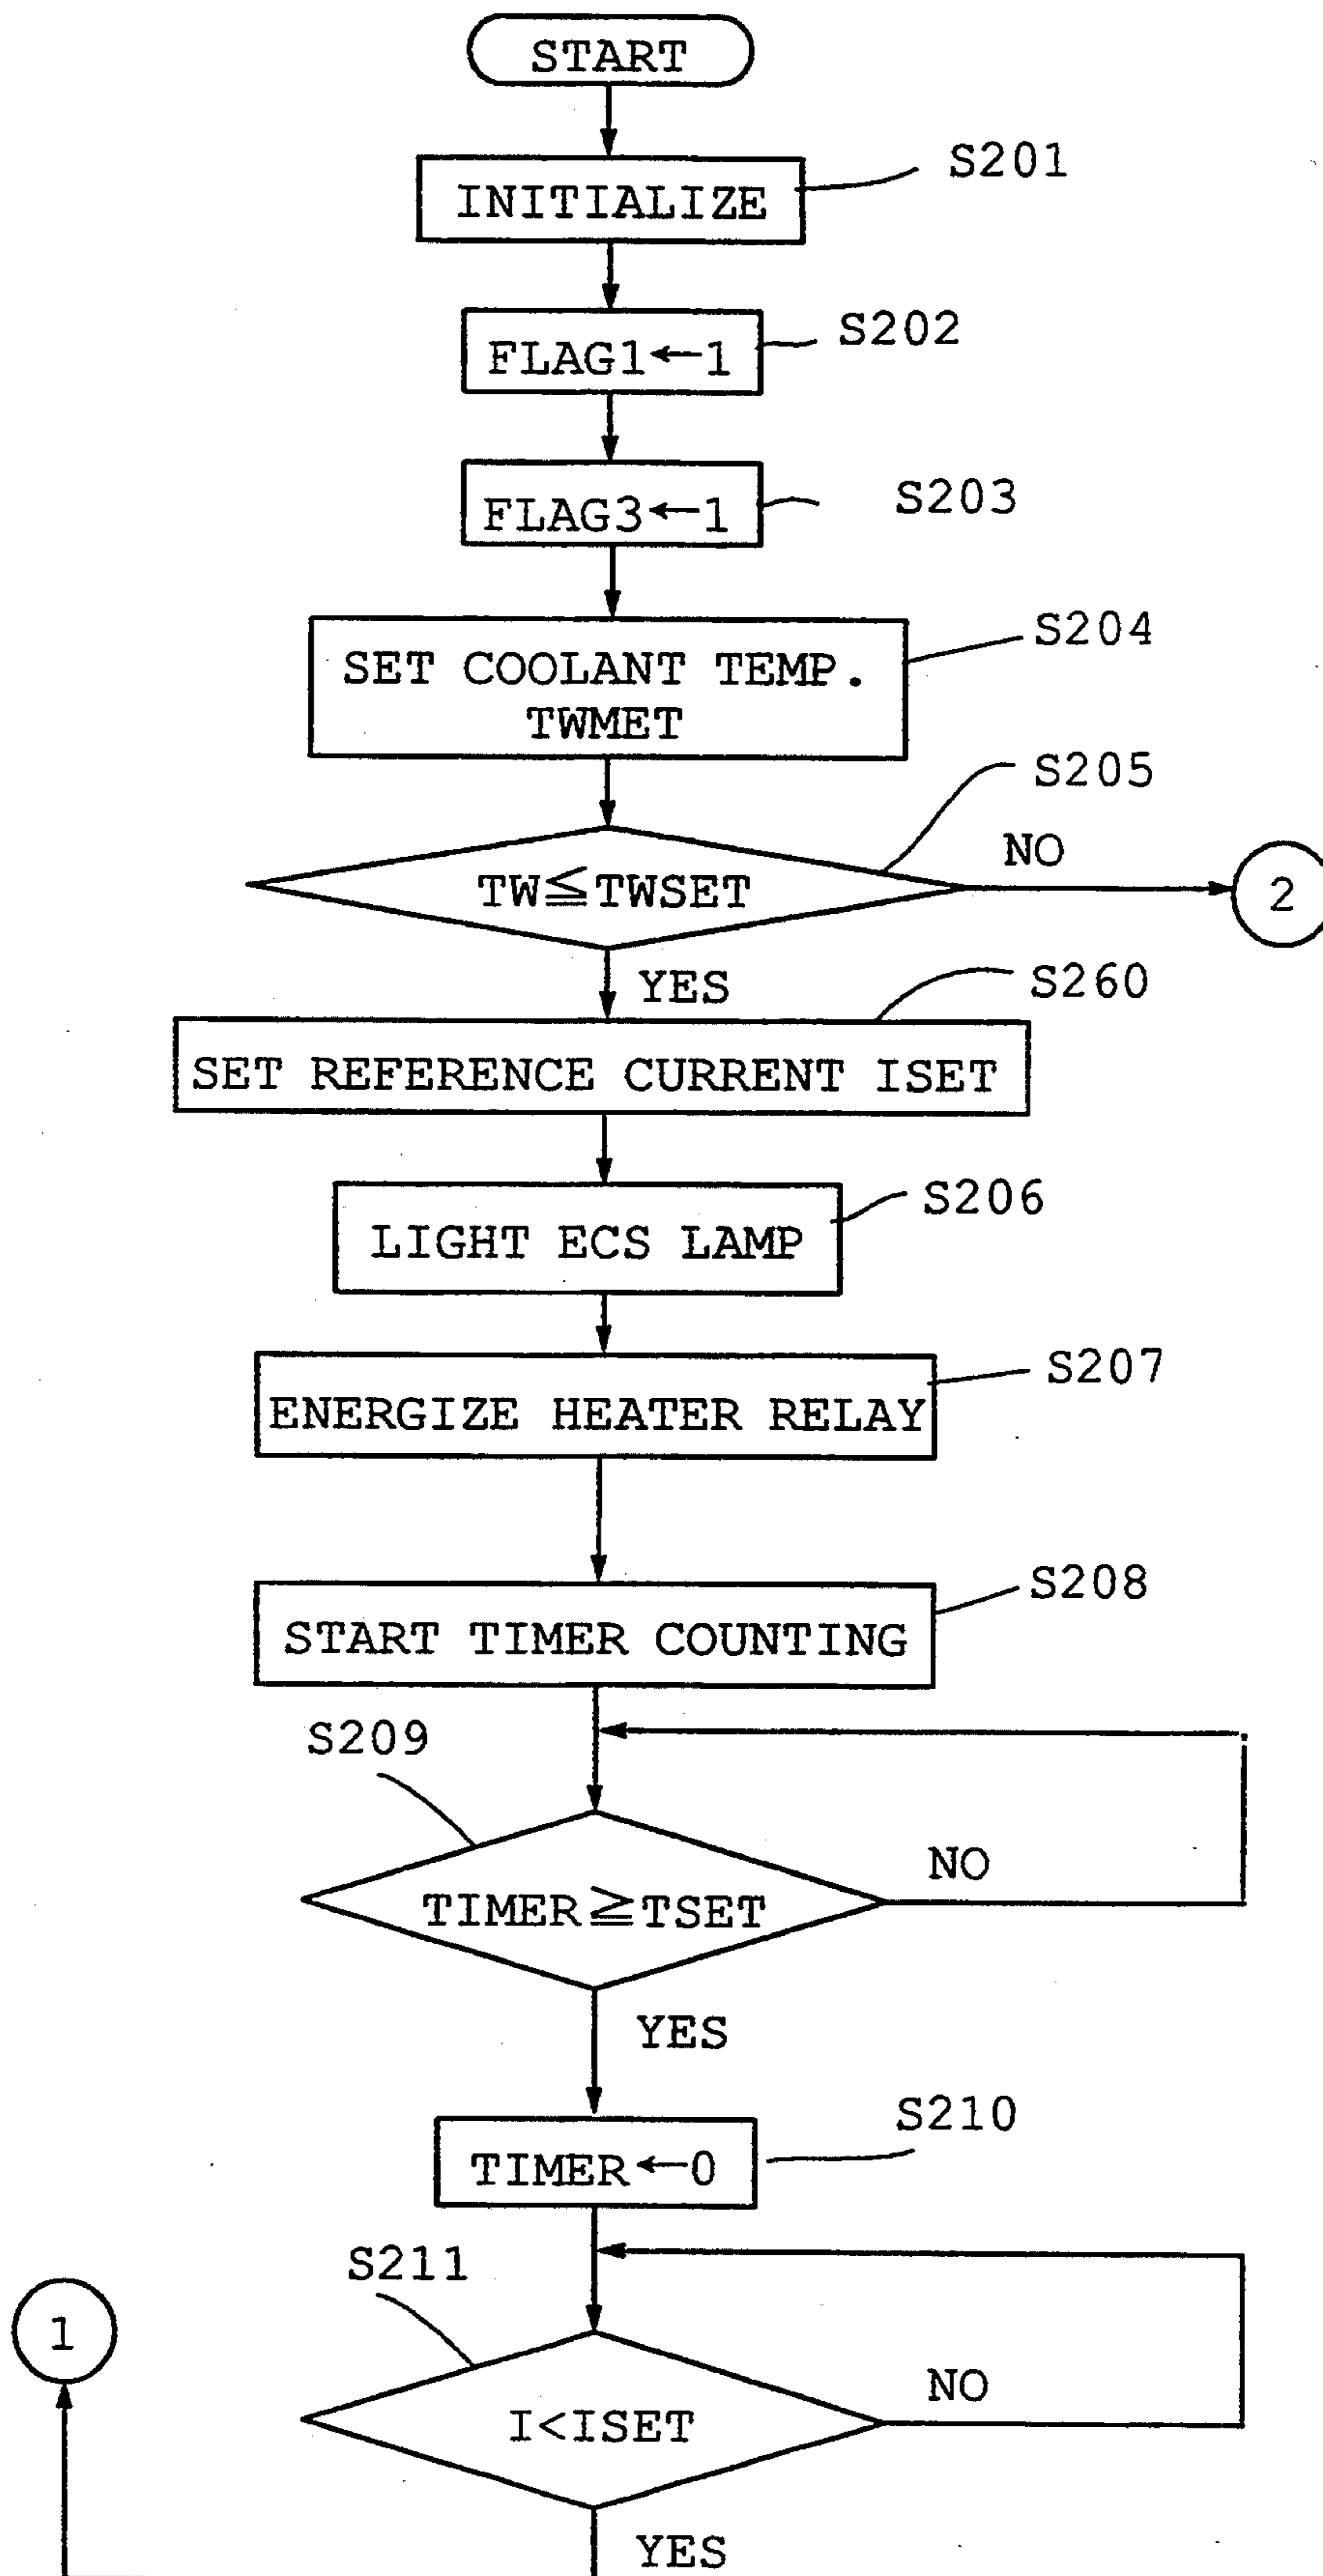 START
S201
INITIALIZE
S202
FLAG1←1
S203
FLAG3←1
S204
SET COOLANT TEMP.
TWMET
S205
TW≦TWSET
NO
2
YES
S260
SET REFERENCE CURRENT ISET
S206
LIGHT ECS LAMP
S207
ENERGIZE HEATER RELAY
S208
START TIMER COUNTING
S209
TIMER≧TSET
NO
YES
S210
TIMER←0
S211
1
I<ISET
NO
YES